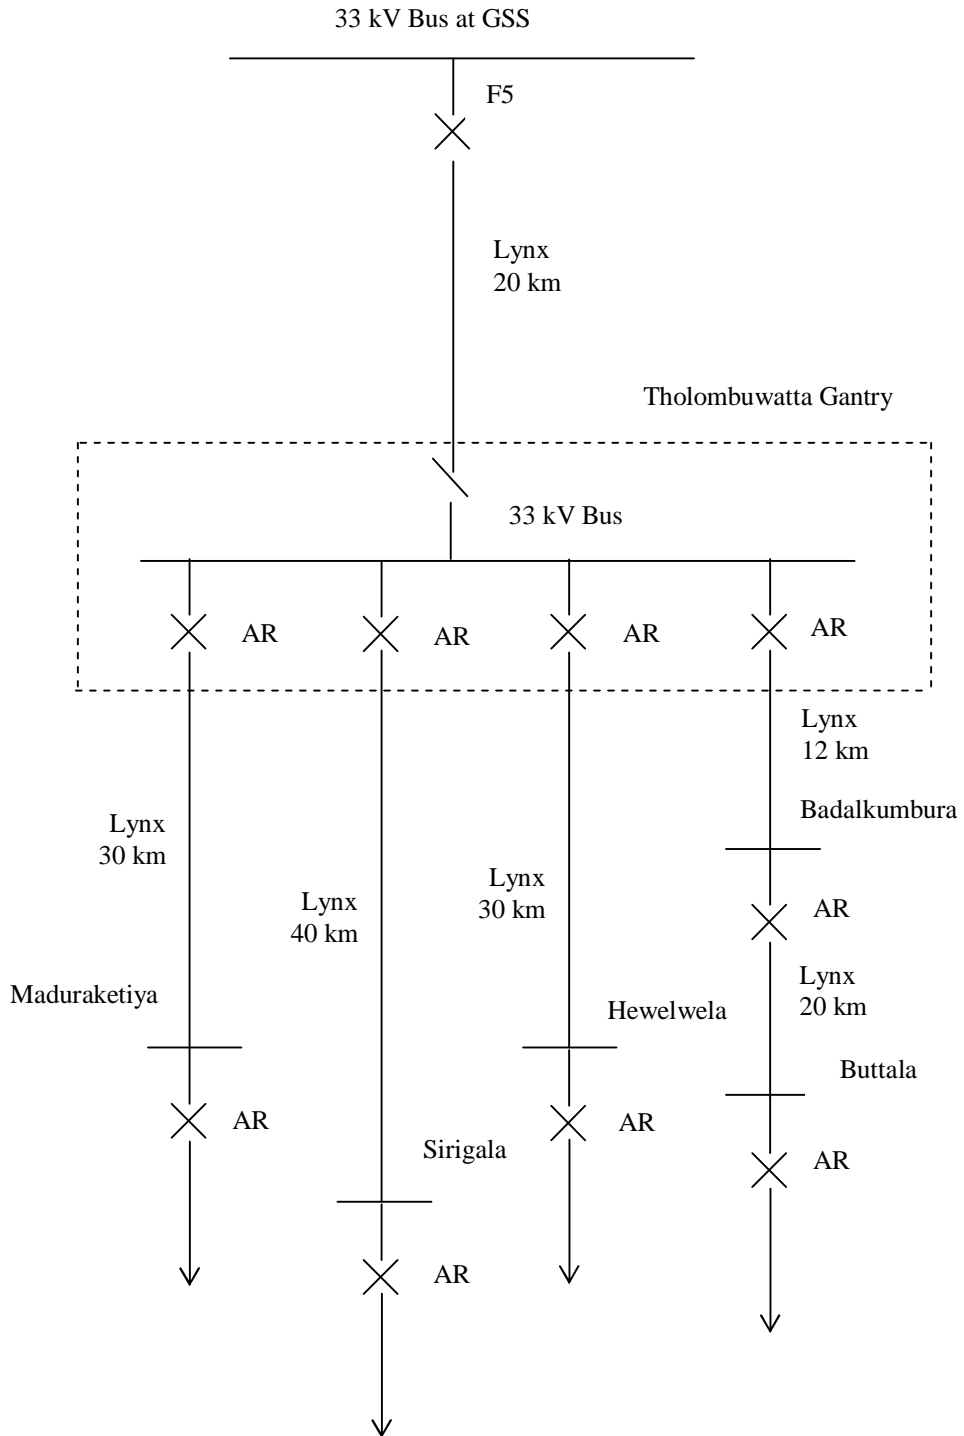 33 kV Bus at GSS
F5
Lynx
20 km
Tholombuwatta Gantry
33 kV Bus
AR
AR
AR
AR
Lynx
12 km
Badalkumbura
Lynx
30 km
Lynx
40 km
Lynx
30 km
AR
Lynx
20 km
Maduraketiya
Hewelwela
Buttala
AR
Sirigala
AR
AR
AR